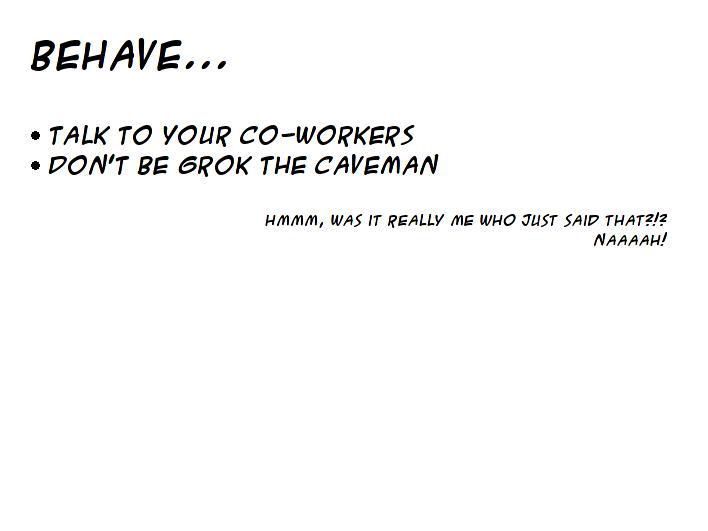 BEHAVE...
• TALK TO YOUR CO-WORKERS
• DON'T BE GROK THE CAVEMAN
HMMM, WAS IT REALLY ME WHO JUST SAID THAT?!?
NAAAAH!